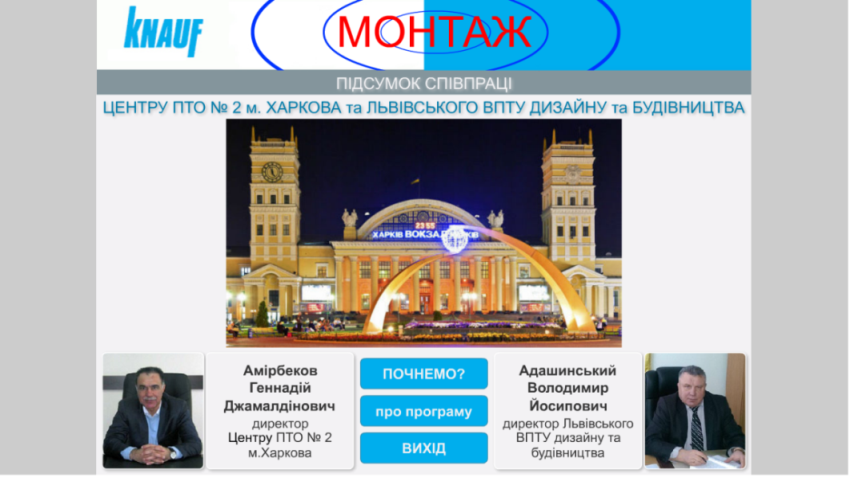 KNAUF
МОНТАЖ
ПІДСУМОК СПІВПРАЦІ
ЦЕНТРУ ПТО № 2 м. ХАРКОВА та ЛЬВІВСЬКОГО ВПТУ ДИЗАЙНУ та БУДІВНИЦТВА
23 55
ХАРКІВ ВОКЗАЛ
Амірбеков
Геннадій
Джамалдінович
директор
Центру ПТО № 2
м.Харкова
ПОЧНЕМО?
про програму
ВИХІД
Адашинський
Володимир
Йосипович
директор Львівського
ВПТУ дизайну та
будівництва